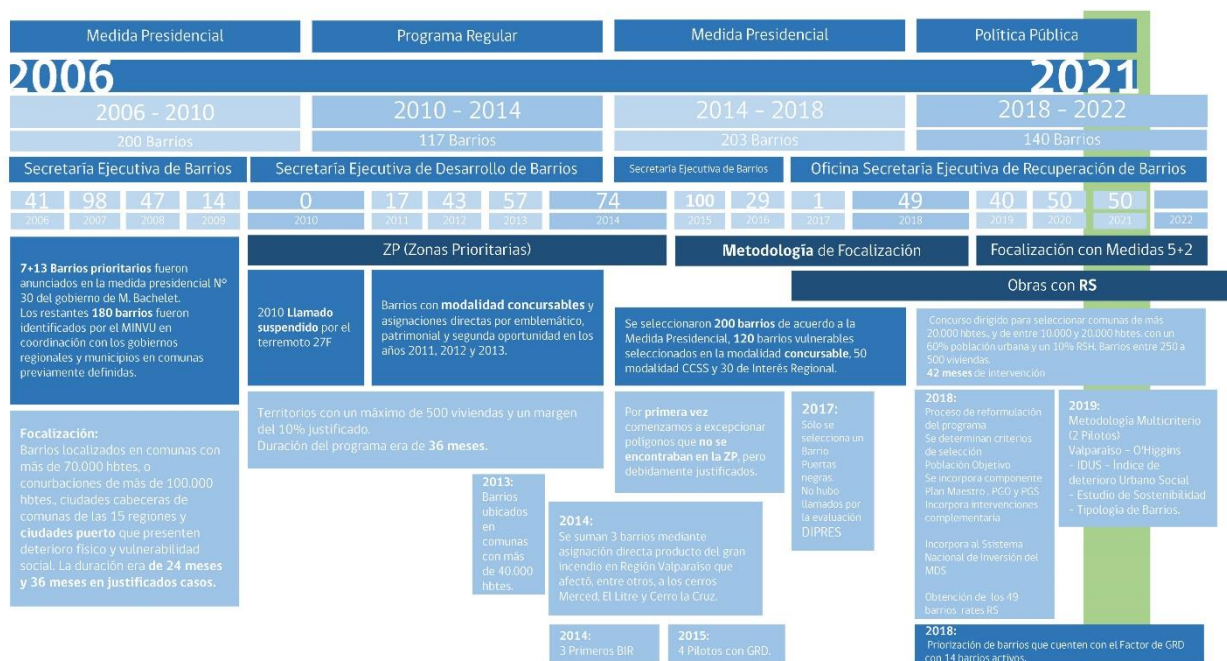 Medida Presidencial
Programa Regular
Medida Presidencial
Política Pública
2006
2021
2006 - 2010
2010 – 2014
2014 – 2018
2018 - 2022
200 Barrios
117 Barrios
203 Barrios
140 Barrios
Secretaría Ejecutiva de Barrios
Secretaría Ejecutiva de Desarrollo de Barrios
Secretaría Ejecutiva de Barrios
Oficina Secretaría Ejecutiva de Recuperación de Barrios
41 98 47 14 0 17 43 57 74 100 29 1 49 40 50 50
2006 2007 2008 2009 2010 2011 2012 2013 2014 2015 2016 2017 2018 2019 2020 2021 2022
ZP (Zonas Prioritarias)
Metodología de Focalización
Focalización con Medidas 5+2
Obras con RS
7+13 Barrios prioritarios fueron
anunciados en la medida presidencial Nº
30 del gobierno de M. Bachelet.
Los restantes 180 barrios fueron
identificados por el MINVU en
coordinación con los gobiernos
regionales y municipios en comunas
previamente definidas.
2010 Llamado
suspendido por el
terremoto 27F
Barrios con modalidad concursables y
asignaciones directas por emblemático,
patrimonial y segunda oportunidad en los
años 2011, 2012 y 2013.
Se seleccionaron 200 barrios de acuerdo a la
Medida Presidencial, 120 barrios vulnerables
seleccionados en la modalidad concursable, 50
modalidad CCSS y 30 de Interés Regional.
Concurso dirigido para seleccionar comunas de más
20.000 hbtes., y de entre 10.000 y 20.000 hbtes. con un
60% población urbana y un 10% RSH. Barrios entre 250 a
500 viviendas.
42 meses de intervención
Focalización:
Barrios localizados en comunas con
más de 70.000 hbtes, o
conurbaciones de más de 100.000
hbtes., ciudades cabeceras de
comunas de las 15 regiones y
ciudades puerto que presenten
deterioro físico y vulnerabilidad
social. La duración era de 24 meses
y 36 meses en justificados casos.
Territorios con un máximo de 500 viviendas y un margen
del 10% justificado.
Duración del programa era de 36 meses.
2013:
Barrios
ubicados
en
comunas
con más
de 40.000
hbtes.
Por primera vez
comenzamos a excepcionar
polígonos que no se
encontraban en la ZP, pero
debidamente justificados.
2014:
Se suman 3 barrios mediante
asignación directa producto del gran
incendio en Región Valparaíso que
afectó, entre otros, a los cerros
Merced, El Litre y Cerro la Cruz.
2014:
3 Primeros BIR
2015:
4 Pilotos con GRD.
2017:
Sólo se
selecciona un
Barrio
Puertas
negras.
No hubo
llamados por
la evaluación
DIPRES
2018:
Proceso de reformulación
del programa
Se determinan criterios
de selección
Población Objetivo
Se incorpora componente
Plan Maestro , PGO y PGS
Incorpora intervenciones
complementaria
Incorpora al Ssistema
Nacional de Inversión del
MDS
Obtención de los 49
barrios rates RS
2019:
Metodología Multicriterio
(2 Pilotos)
Valparaíso – O'Higgins
- IDUS – Índice de
deterioro Urbano Social
- Estudio de Sostenibilidad
- Tipología de Barrios.
2018:
Priorización de barrios que cuenten con el Factor de GRD
con 14 barrios activos.